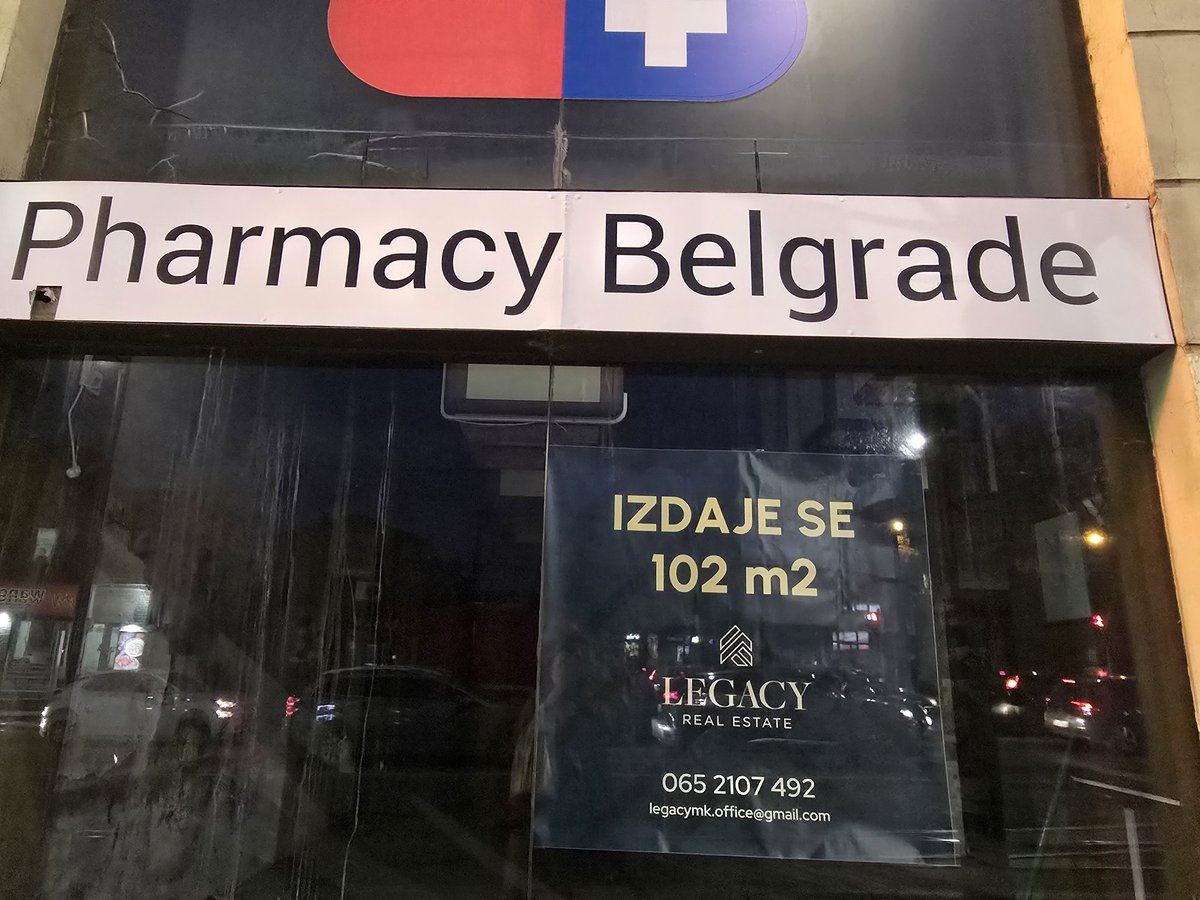 Pharmacy Belgrade
IZDAJE SE
102 m2
LEGACY
REAL ESTATE
065 2107 492
legacymk.office@gmail.com